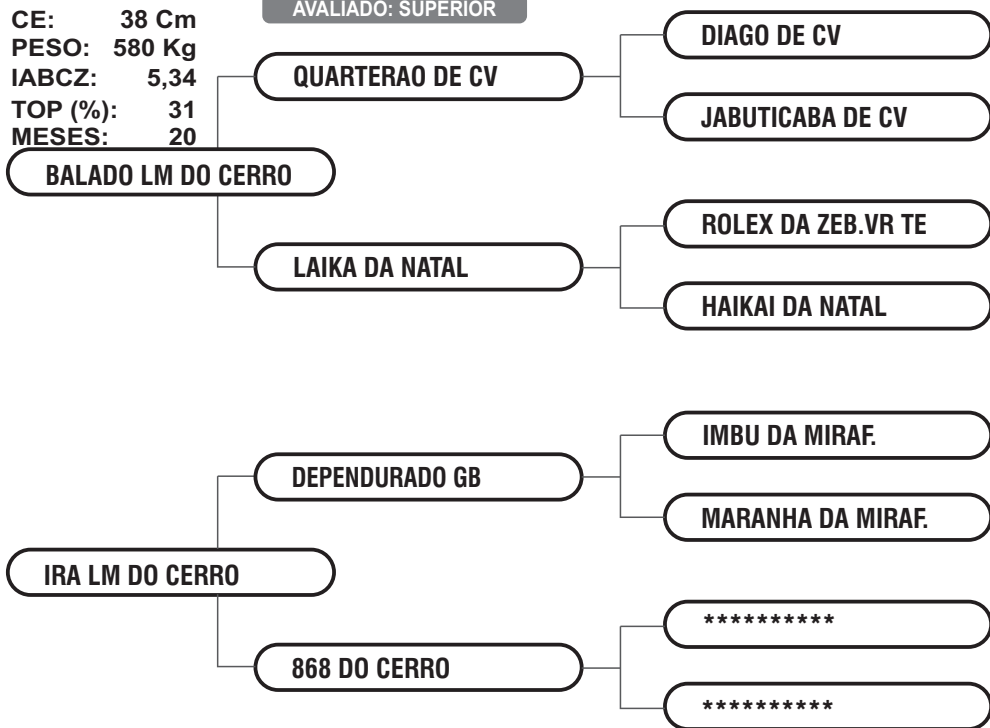 CE: 38 Cm
PESO: 580 Kg
IABCZ: 5,34
TOP (%): 31
MESES: 20
AVALIADO: SUPERIOR
BALADO LM DO CERRO
QUARTERAO DE CV
DIAGO DE CV
JABUTICABA DE CV
LAIKA DA NATAL
ROLEX DA ZEB.VR TE
HAIKAI DA NATAL
IRA LM DO CERRO
DEPENDURADO GB
IMBU DA MIRAF.
MARANHA DA MIRAF.
868 DO CERRO
**********
**********